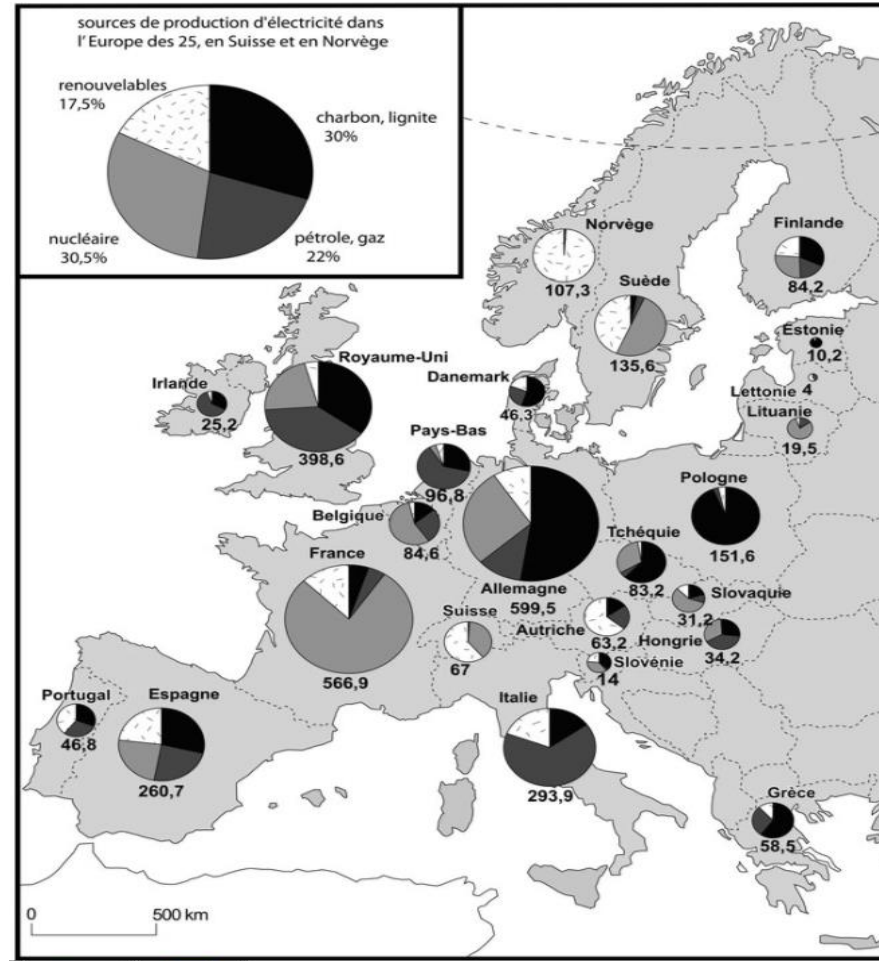 sources de production d'électricité dans
l'Europe des 25, en Suisse et en Norvège
renouvelables
17,5%
charbon, lignite
30%
nucléaire
30,5%
pétrole, gaz
22%
Norvège
107,3
Finlande
84,2
Suède
135,6
Estonie
10,2
Lettonie 4
Lituanie
19,5
Royaume-Uni
398,6
Irlande
25,2
Danemark
46,3
Pays-Bas
96,8
Pologne
151,6
Belgique
84,6
Tchéquie
83,2
France
566,9
Allemagne
599,5
Slovaquie
31,2
Suisse
67
Autriche
63,2
Hongrie
34,2
Slovénie
14
Portugal
46,8
Espagne
260,7
Italie
293,9
Grèce
58,5
0 500 km